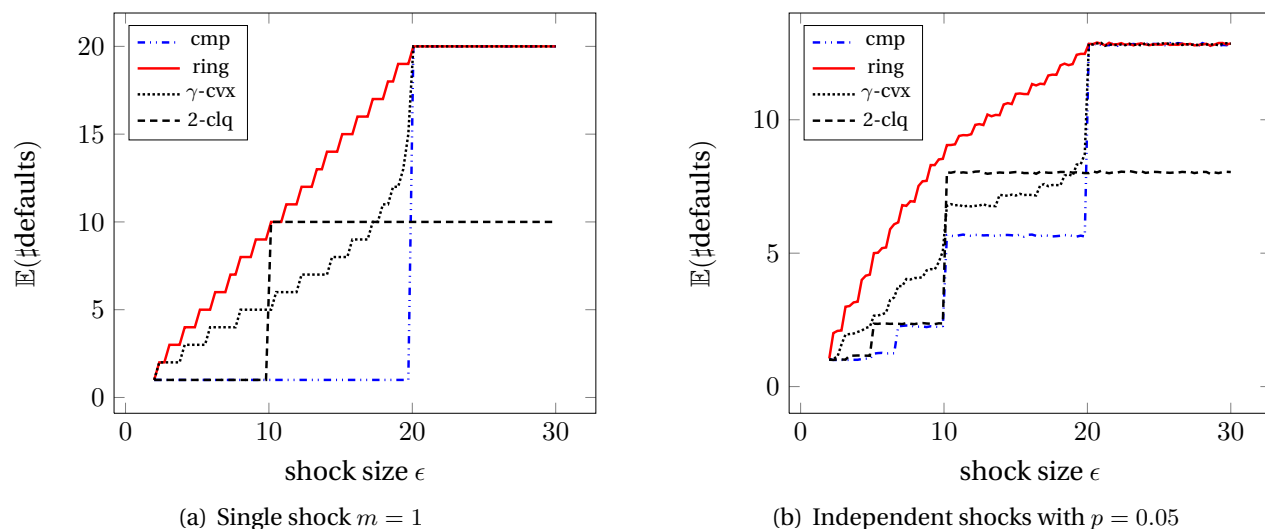 cmp
ring
γ-cvx
2-clq
20
15
10
5
0
0 10 20 30
𝔼(♯defaults)
shock size ϵ
(a) Single shock m = 1
cmp
ring
γ-cvx
2-clq
10
5
0
0 10 20 30
𝔼(♯defaults)
shock size ϵ
(b) Independent shocks with p = 0.05